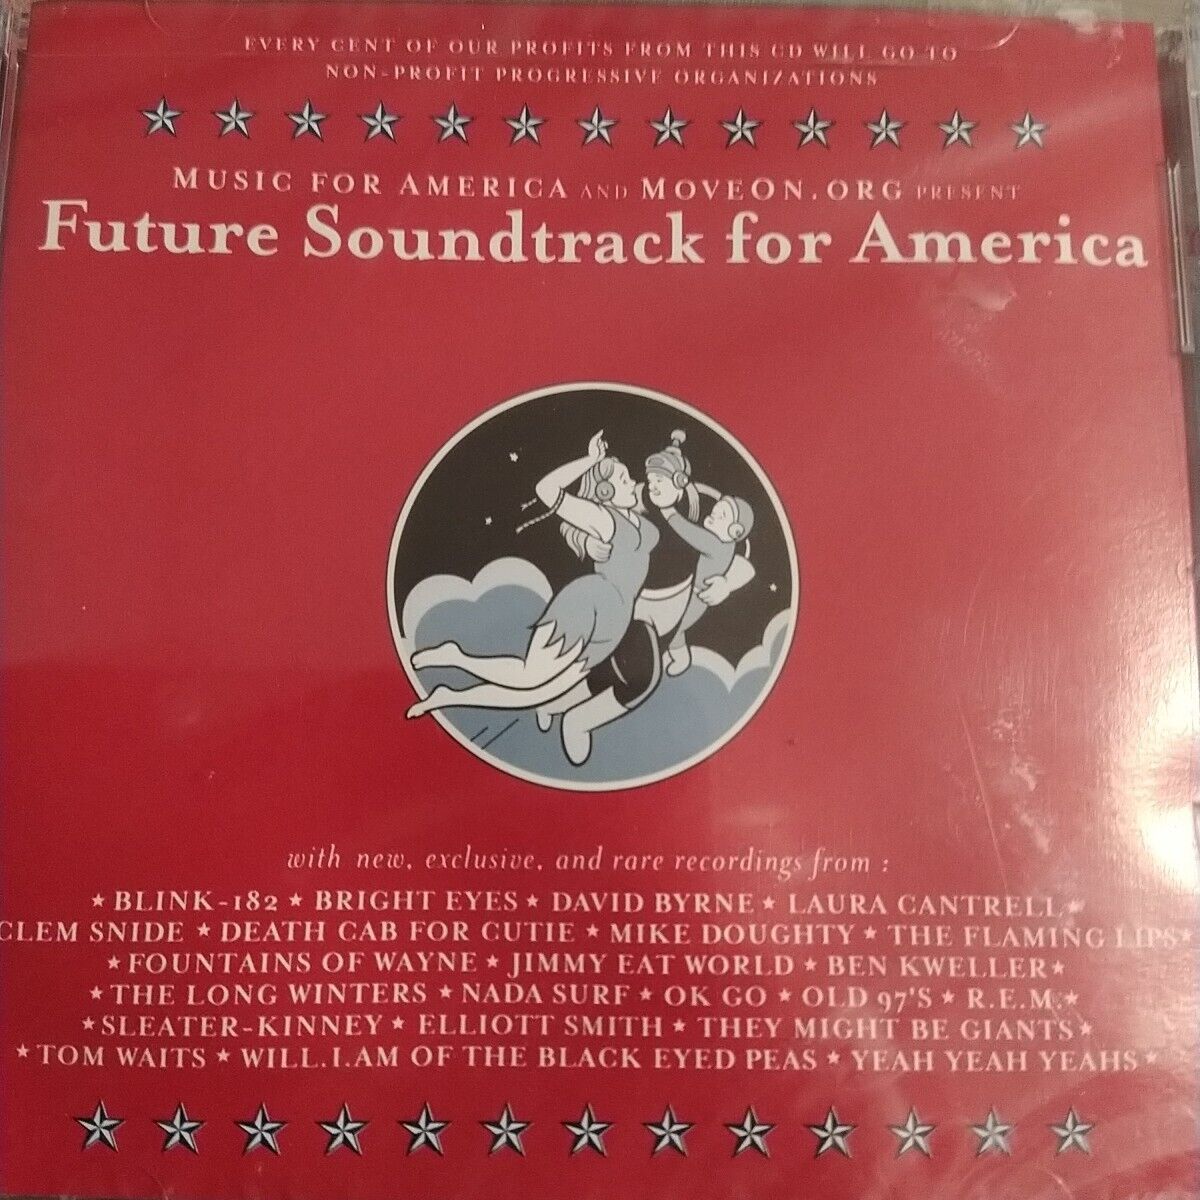 EVERY CENT OF OUR PROFITS FROM THIS CD WILL GO TO
NON-PROFIT PROGRESSIVE ORGANIZATIONS
MUSIC FOR AMERICA AND MOVEON.ORG PRESENT
Future Soundtrack for America
with new, exclusive, and rare recordings from :
★ BLINK-182 ★ BRIGHT EYES ★ DAVID BYRNE ★ LAURA CANTRELL ★
CLEM SNIDE ★ DEATH CAB FOR CUTIE ★ MIKE DOUGHTY ★ THE FLAMING LIPS ★
★ FOUNTAINS OF WAYNE ★ JIMMY EAT WORLD ★ BEN KWELLER ★
★ THE LONG WINTERS ★ NADA SURF ★ OK GO ★ OLD 97'S ★ R.E.M. ★
★ SLEATER-KINNEY ★ ELLIOTT SMITH ★ THEY MIGHT BE GIANTS ★
★ TOM WAITS ★ WILL.I.AM OF THE BLACK EYED PEAS ★ YEAH YEAH YEAHS ★